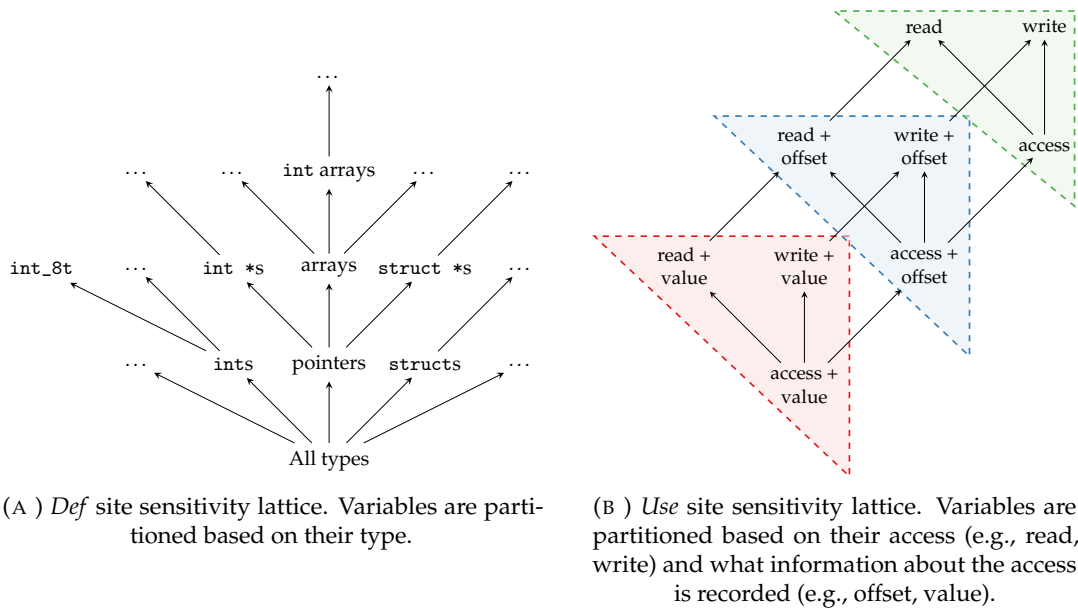 ...
int arrays
... ... ... ...
int_8t ... int *s arrays struct *s ...
... ints pointers structs ...
All types
(A ) Def site sensitivity lattice. Variables are parti-
tioned based on their type.
read write
read +
offset
write +
offset
access
read +
value
write +
value
access +
offset
access +
value
(B ) Use site sensitivity lattice. Variables are
partitioned based on their access (e.g., read,
write) and what information about the access
is recorded (e.g., offset, value).